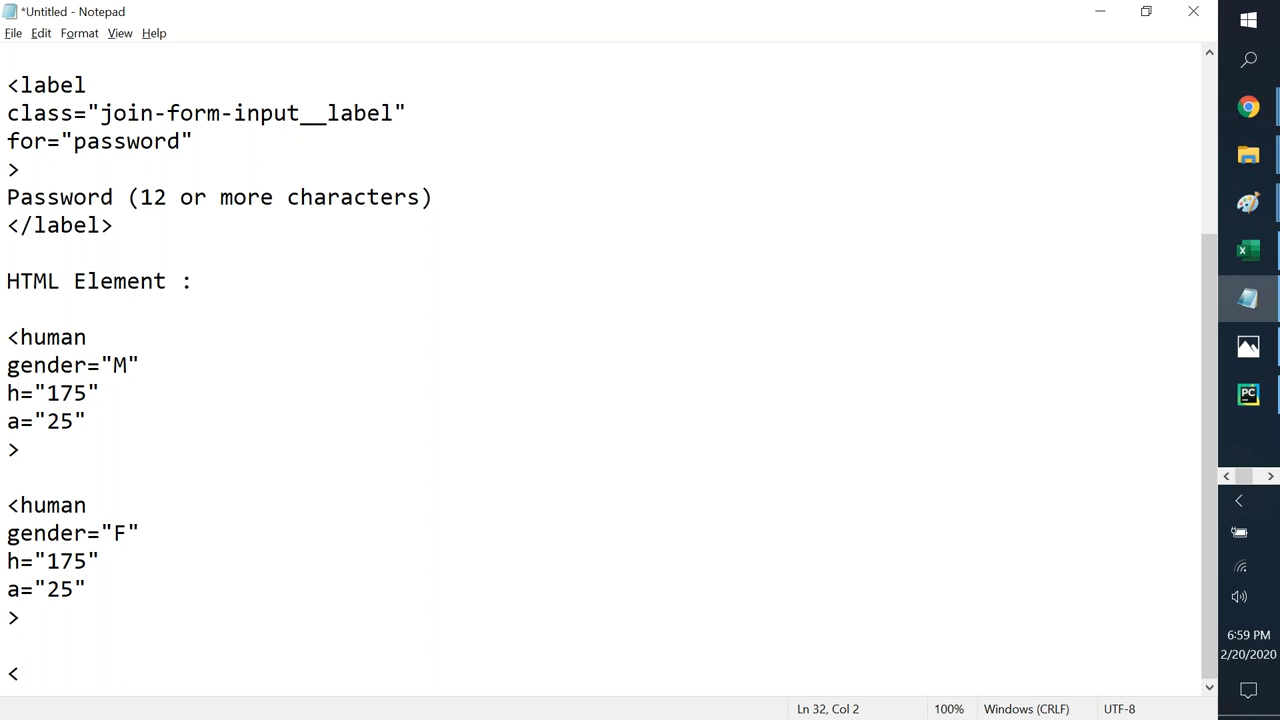 *Untitled - Notepad
File Edit Format View Help
<label
class="join-form-input__label"
for="password"
>
Password (12 or more characters)
</label>
HTML Element :
<human
gender="M"
h="175"
a="25"
>
<human
gender="F"
h="175"
a="25"
>
<
PC
6:59 PM
2/20/2020
Ln 32, Col 2 100% Windows (CRLF) UTF-8